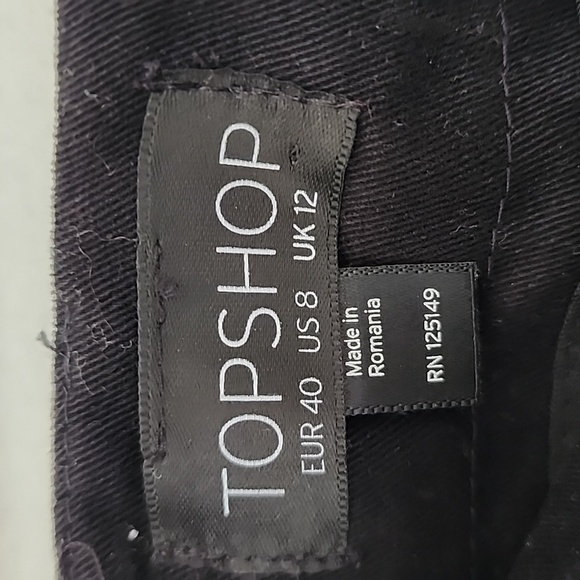 TOPSHOP
EUR 40 US 8 UK 12
Made in
Romania
RN 125149